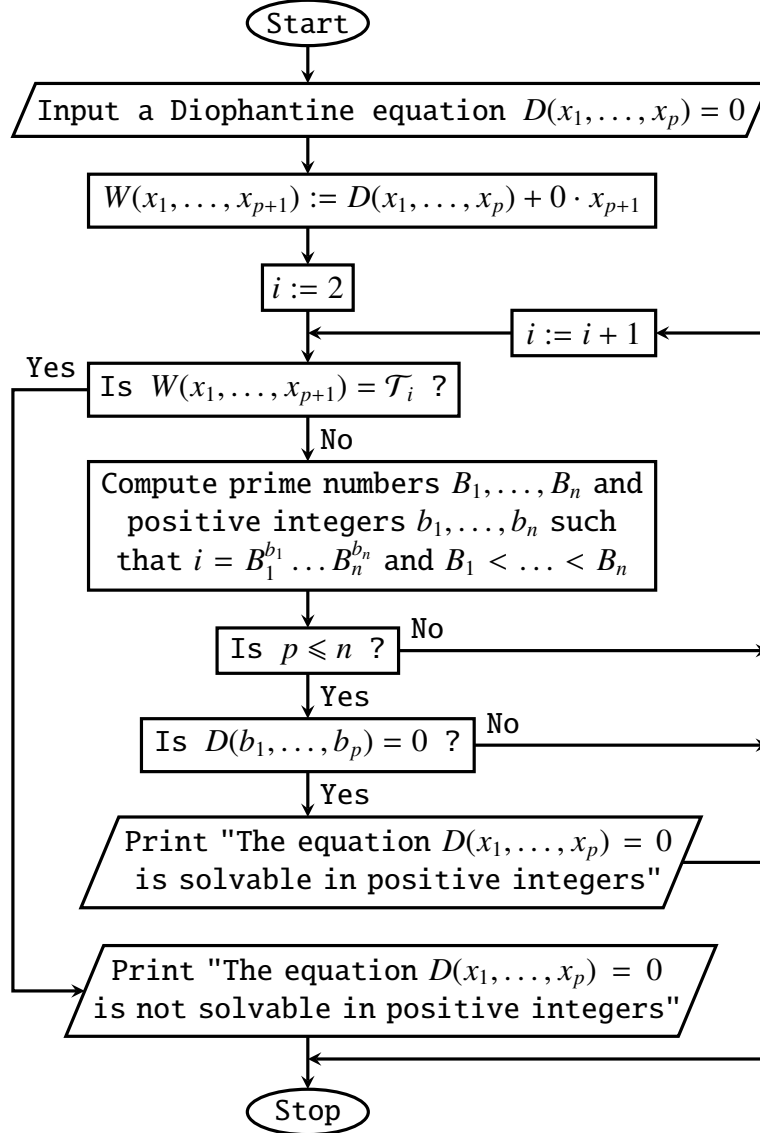 Start
Input a Diophantine equation D(x₁, …, xₚ) = 0
W(x₁, …, xₚ₊₁) := D(x₁, …, xₚ) + 0 · xₚ₊₁
i := 2
i := i + 1
Yes
Is W(x₁, …, xₚ₊₁) = 𝒯ᵢ ?
No
Compute prime numbers B₁, …, Bₙ and
positive integers b₁, …, bₙ such
that i = B₁^{b₁} … Bₙ^{bₙ} and B₁ < … < Bₙ
No
Is p ⩽ n ?
Yes
No
Is D(b₁, …, bₚ) = 0 ?
Yes
Print "The equation D(x₁, …, xₚ) = 0
is solvable in positive integers"
Print "The equation D(x₁, …, xₚ) = 0
is not solvable in positive integers"
Stop